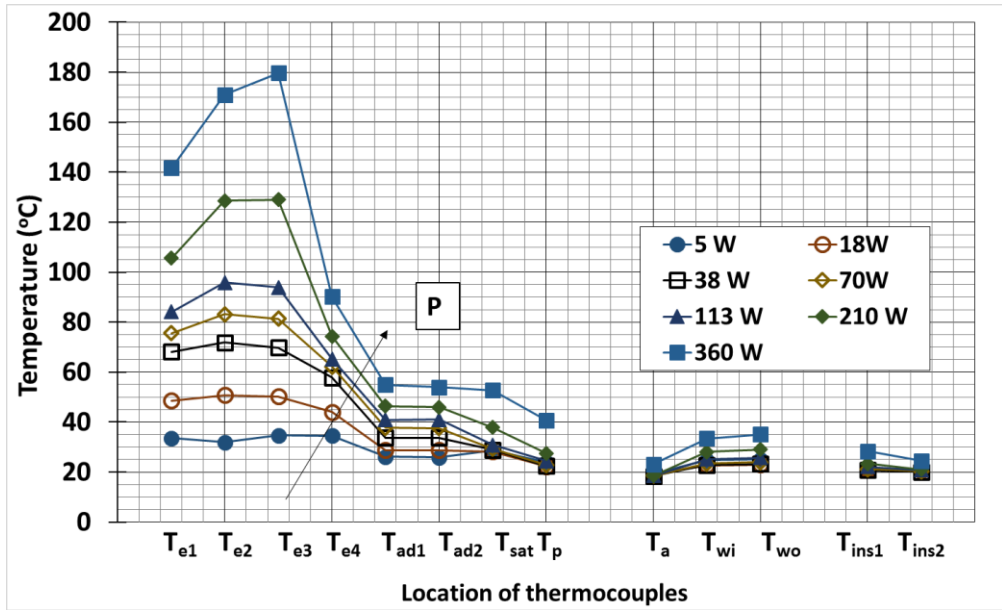 200
180
160
140
120
100
80
60
40
20
0
Temperature (°C)
P
5 W
18W
38 W
70W
113 W
210 W
360 W
Te1 Te2 Te3 Te4 Tad1 Tad2 Tsat Tp Ta Twi Two Tins1 Tins2
Location of thermocouples